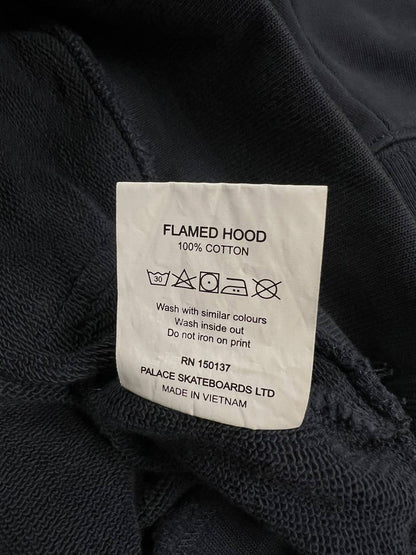 FLAMED HOOD
100% COTTON
30
Wash with similar colours
Wash inside out
Do not iron on print
RN 150137
PALACE SKATEBOARDS LTD
MADE IN VIETNAM